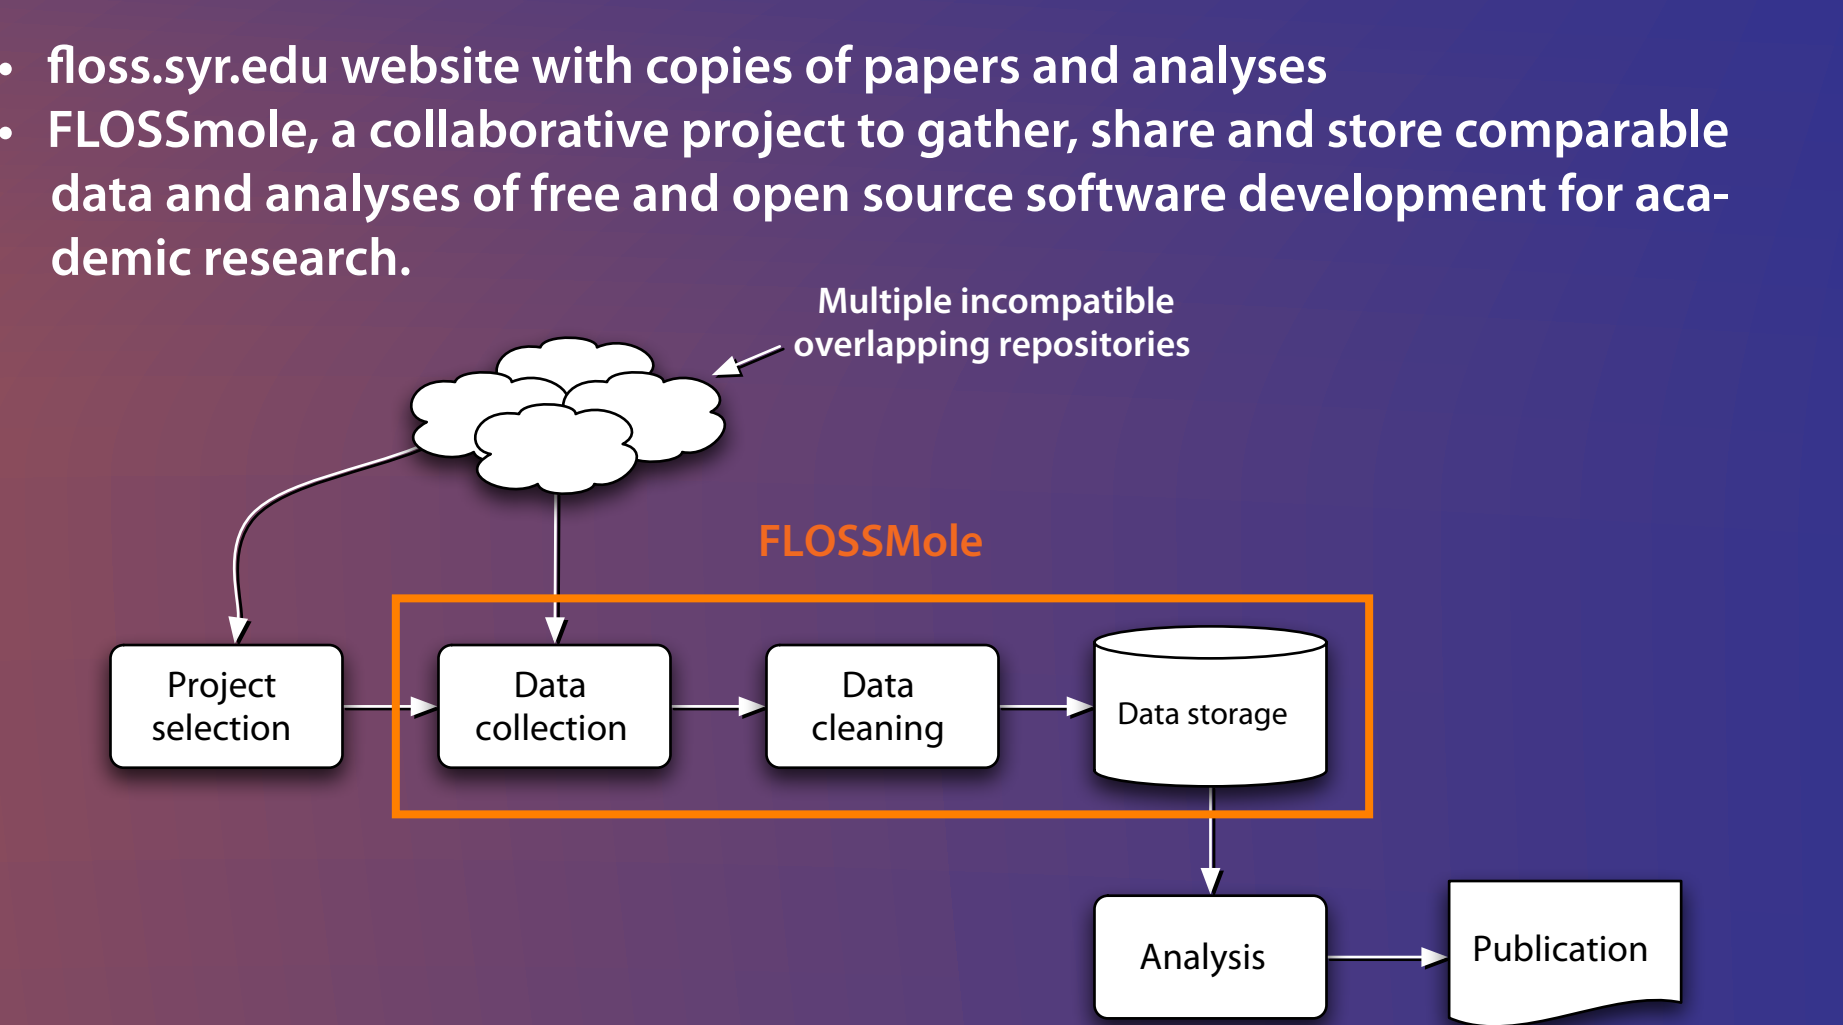 • floss.syr.edu website with copies of papers and analyses
• FLOSSmole, a collaborative project to gather, share and store comparable
data and analyses of free and open source software development for aca-
demic research.
Multiple incompatible
overlapping repositories
FLOSSMole
Project
selection
Data
collection
Data
cleaning
Data storage
Analysis
Publication